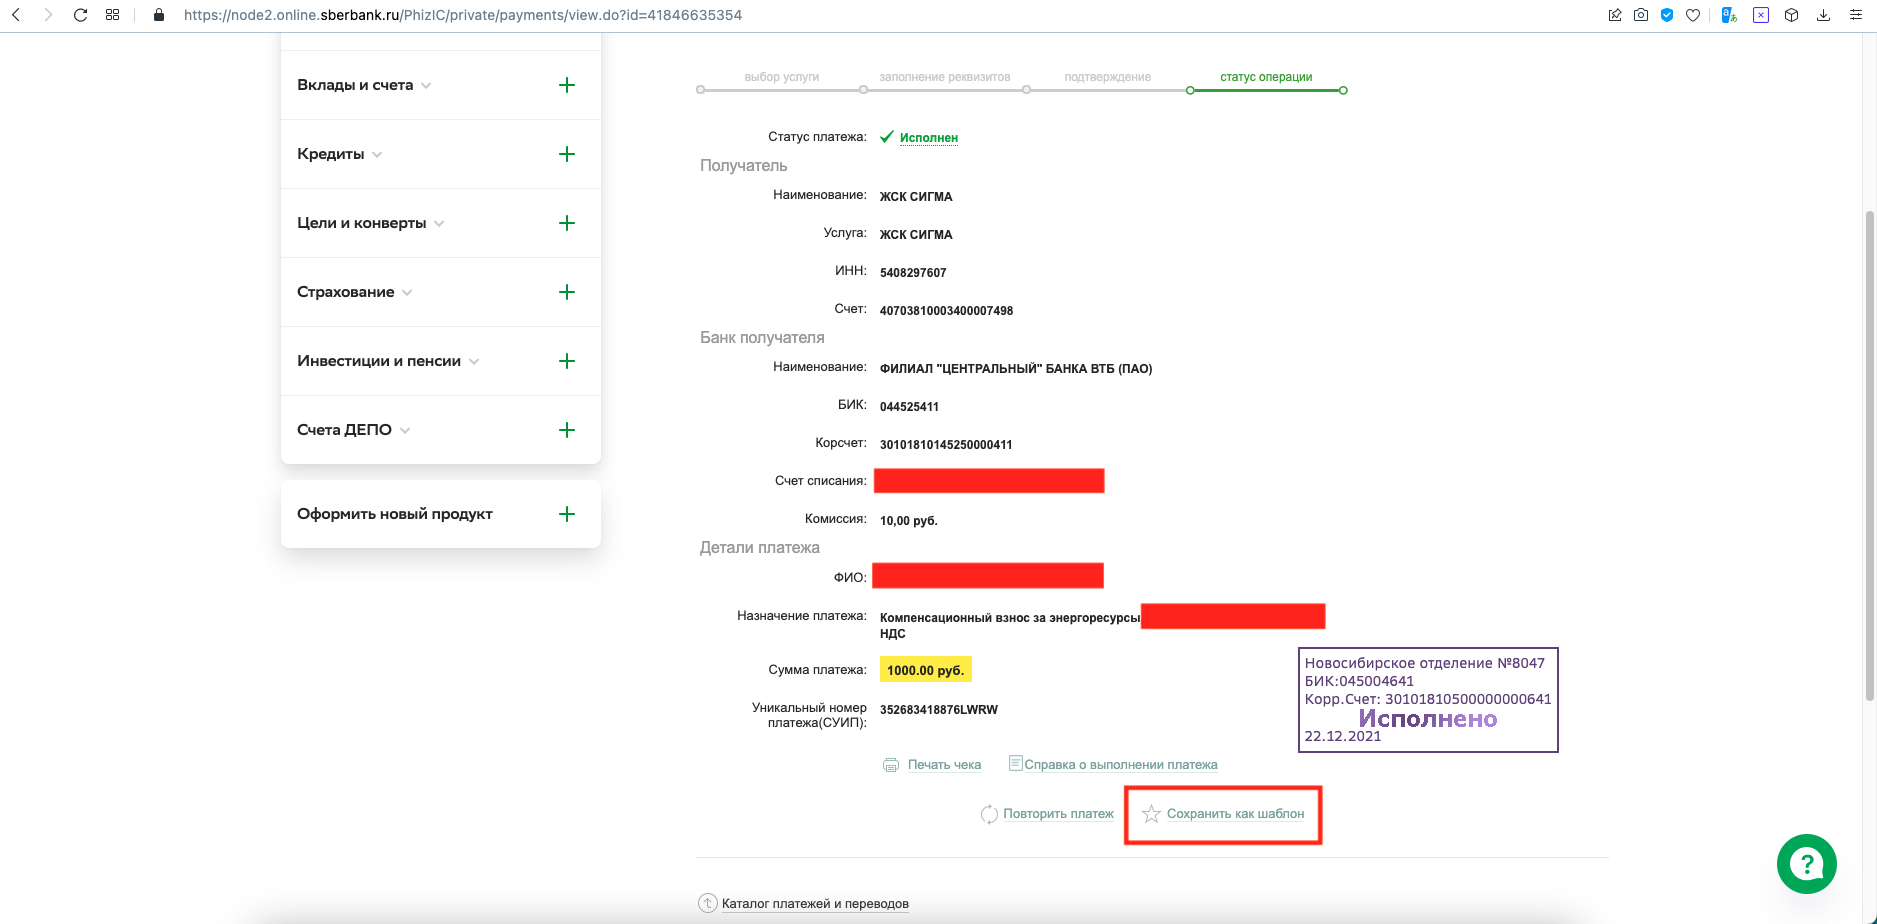 https://node2.online.sberbank.ru/PhizIC/private/payments/view.do?id=41846635354
Вклады и счета
Кредиты
Цели и конверты
Страхование
Инвестиции и пенсии
Счета ДЕПО
Оформить новый продукт
выбор услуги заполнение реквизитов подтверждение статус операции
Статус платежа: Исполнен
Получатель
Наименование: ЖСК СИГМА
Услуга: ЖСК СИГМА
ИНН: 5408297607
Счет: 40703810003400007498
Банк получателя
Наименование: ФИЛИАЛ "ЦЕНТРАЛЬНЫЙ" БАНКА ВТБ (ПАО)
БИК: 044525411
Корсчет: 30101810145250000411
Счет списания:
Комиссия: 10,00 руб.
Детали платежа
ФИО:
Назначение платежа: Компенсационный взнос за энергоресурсы
НДС
Сумма платежа: 1000.00 руб.
Уникальный номер
платежа(СУИП): 352683418876LWRW
Новосибирское отделение №8047
БИК:045004641
Корр.Счет: 30101810500000000641
Исполнено
22.12.2021
Печать чека Справка о выполнении платежа
Повторить платеж Сохранить как шаблон
Каталог платежей и переводов